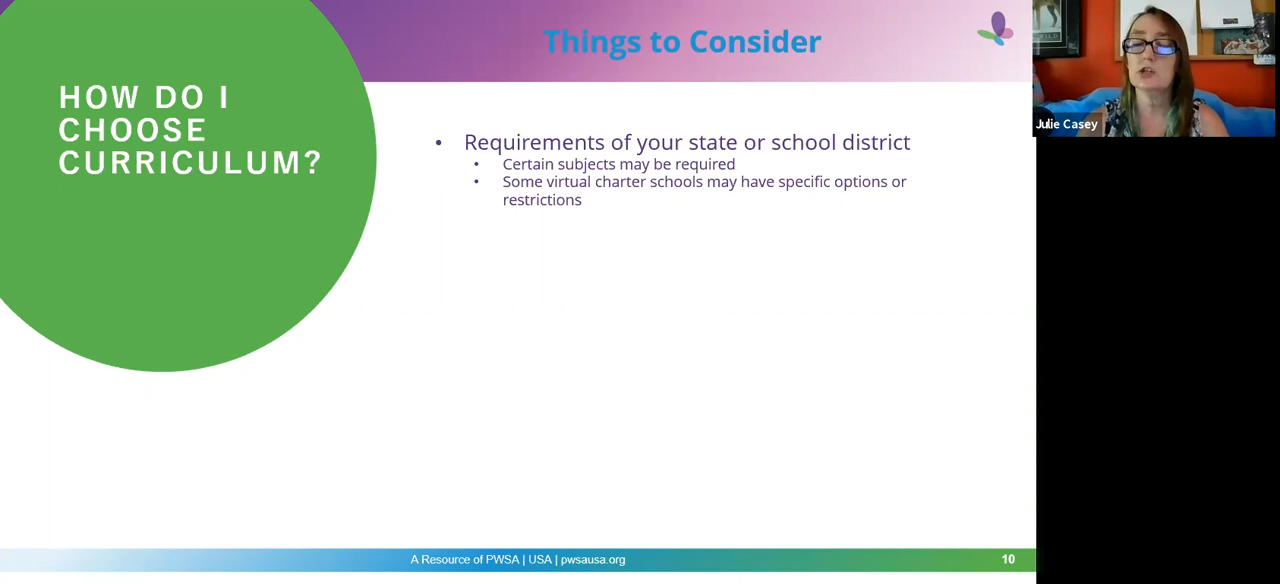 Things to Consider
HOW DO I
CHOOSE
CURRICULUM?
• Requirements of your state or school district
• Certain subjects may be required
• Some virtual charter schools may have specific options or
restrictions
Julie Casey
A Resource of PWSA | USA | pwsausa.org
10